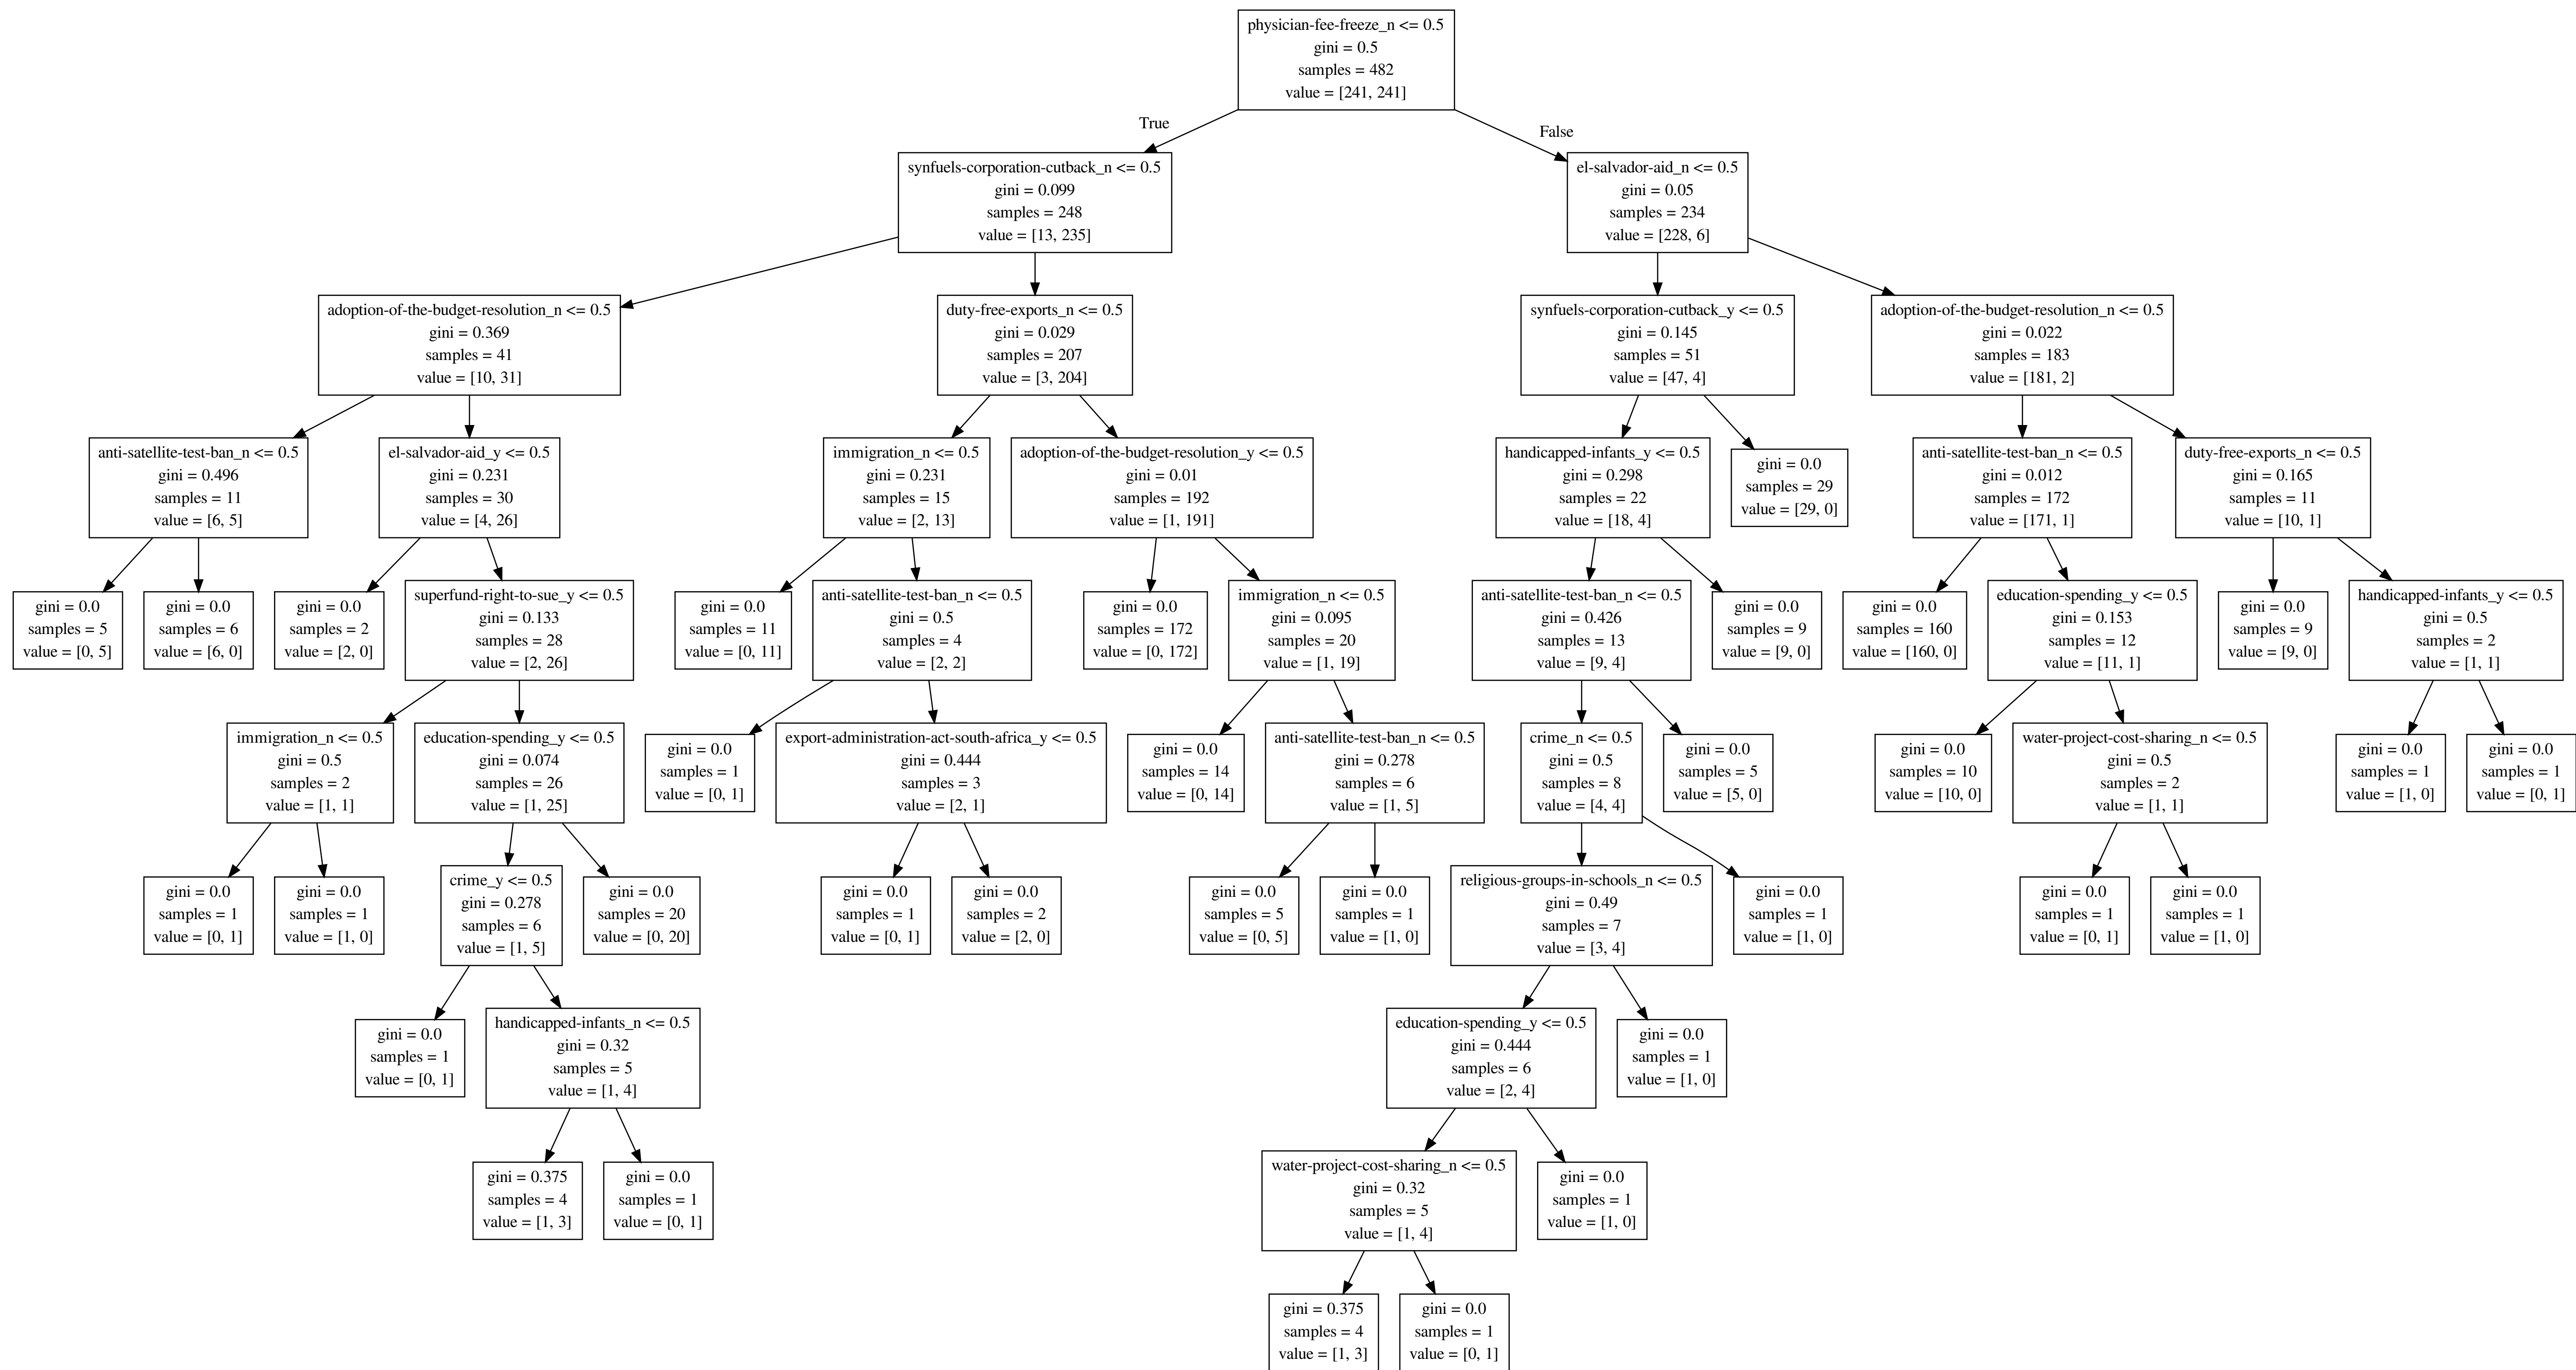 physician-fee-freeze_n <= 0.5
gini = 0.5
samples = 482
value = [241, 241]
True
False
synfuels-corporation-cutback_n <= 0.5
gini = 0.099
samples = 248
value = [13, 235]
el-salvador-aid_n <= 0.5
gini = 0.05
samples = 234
value = [228, 6]
adoption-of-the-budget-resolution_n <= 0.5
gini = 0.369
samples = 41
value = [10, 31]
duty-free-exports_n <= 0.5
gini = 0.029
samples = 207
value = [3, 204]
synfuels-corporation-cutback_y <= 0.5
gini = 0.145
samples = 51
value = [47, 4]
adoption-of-the-budget-resolution_n <= 0.5
gini = 0.022
samples = 183
value = [181, 2]
anti-satellite-test-ban_n <= 0.5
gini = 0.496
samples = 11
value = [6, 5]
el-salvador-aid_y <= 0.5
gini = 0.231
samples = 30
value = [4, 26]
immigration_n <= 0.5
gini = 0.231
samples = 15
value = [2, 13]
adoption-of-the-budget-resolution_y <= 0.5
gini = 0.01
samples = 192
value = [1, 191]
handicapped-infants_y <= 0.5
gini = 0.298
samples = 22
value = [18, 4]
gini = 0.0
samples = 29
value = [29, 0]
anti-satellite-test-ban_n <= 0.5
gini = 0.012
samples = 172
value = [171, 1]
duty-free-exports_n <= 0.5
gini = 0.165
samples = 11
value = [10, 1]
gini = 0.0
samples = 5
value = [0, 5]
gini = 0.0
samples = 6
value = [6, 0]
gini = 0.0
samples = 2
value = [2, 0]
superfund-right-to-sue_y <= 0.5
gini = 0.133
samples = 28
value = [2, 26]
gini = 0.0
samples = 11
value = [0, 11]
anti-satellite-test-ban_n <= 0.5
gini = 0.5
samples = 4
value = [2, 2]
gini = 0.0
samples = 172
value = [0, 172]
immigration_n <= 0.5
gini = 0.095
samples = 20
value = [1, 19]
anti-satellite-test-ban_n <= 0.5
gini = 0.426
samples = 13
value = [9, 4]
gini = 0.0
samples = 9
value = [9, 0]
gini = 0.0
samples = 160
value = [160, 0]
education-spending_y <= 0.5
gini = 0.153
samples = 12
value = [11, 1]
gini = 0.0
samples = 9
value = [9, 0]
handicapped-infants_y <= 0.5
gini = 0.5
samples = 2
value = [1, 1]
immigration_n <= 0.5
gini = 0.5
samples = 2
value = [1, 1]
education-spending_y <= 0.5
gini = 0.074
samples = 26
value = [1, 25]
gini = 0.0
samples = 1
value = [0, 1]
export-administration-act-south-africa_y <= 0.5
gini = 0.444
samples = 3
value = [2, 1]
gini = 0.0
samples = 14
value = [0, 14]
anti-satellite-test-ban_n <= 0.5
gini = 0.278
samples = 6
value = [1, 5]
crime_n <= 0.5
gini = 0.5
samples = 8
value = [4, 4]
gini = 0.0
samples = 5
value = [5, 0]
gini = 0.0
samples = 10
value = [10, 0]
water-project-cost-sharing_n <= 0.5
gini = 0.5
samples = 2
value = [1, 1]
gini = 0.0
samples = 1
value = [1, 0]
gini = 0.0
samples = 1
value = [0, 1]
gini = 0.0
samples = 1
value = [0, 1]
gini = 0.0
samples = 1
value = [1, 0]
crime_y <= 0.5
gini = 0.278
samples = 6
value = [1, 5]
gini = 0.0
samples = 20
value = [0, 20]
gini = 0.0
samples = 1
value = [0, 1]
gini = 0.0
samples = 2
value = [2, 0]
gini = 0.0
samples = 5
value = [0, 5]
gini = 0.0
samples = 1
value = [1, 0]
religious-groups-in-schools_n <= 0.5
gini = 0.49
samples = 7
value = [3, 4]
gini = 0.0
samples = 1
value = [1, 0]
gini = 0.0
samples = 1
value = [0, 1]
gini = 0.0
samples = 1
value = [1, 0]
gini = 0.0
samples = 1
value = [0, 1]
handicapped-infants_n <= 0.5
gini = 0.32
samples = 5
value = [1, 4]
education-spending_y <= 0.5
gini = 0.444
samples = 6
value = [2, 4]
gini = 0.0
samples = 1
value = [1, 0]
gini = 0.375
samples = 4
value = [1, 3]
gini = 0.0
samples = 1
value = [0, 1]
water-project-cost-sharing_n <= 0.5
gini = 0.32
samples = 5
value = [1, 4]
gini = 0.0
samples = 1
value = [1, 0]
gini = 0.375
samples = 4
value = [1, 3]
gini = 0.0
samples = 1
value = [0, 1]